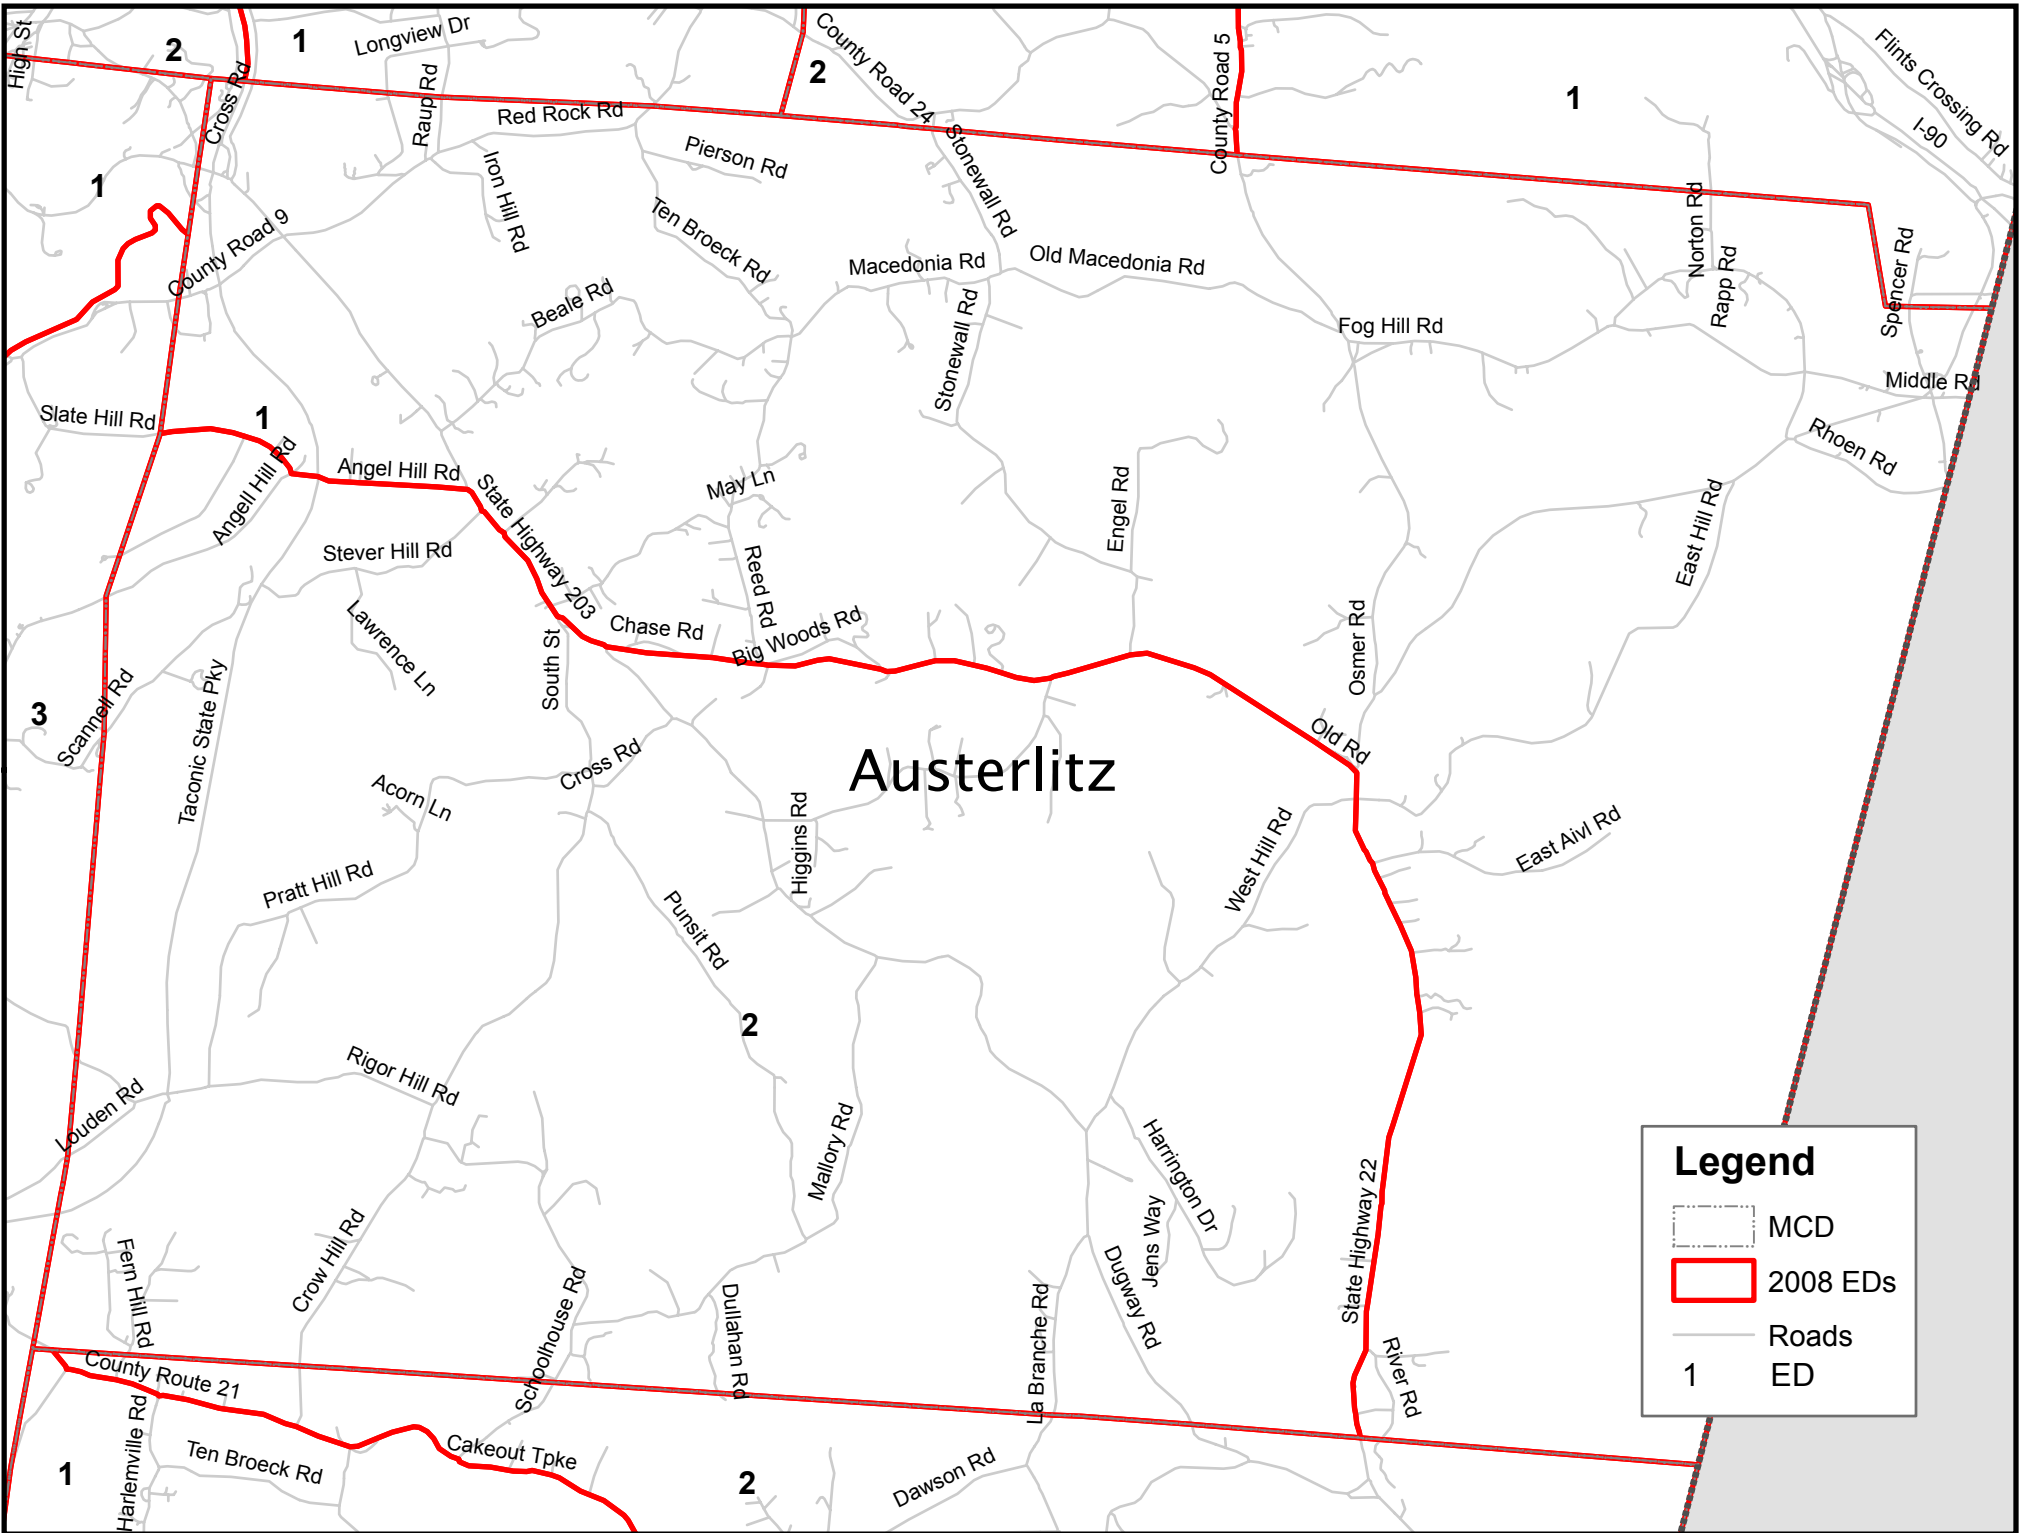 High St
2
1
Longview Dr
2
County Road 24
County Road 5
1
Flints Crossing Rd
I-90
Cross Rd
Raup Rd
Red Rock Rd
Pierson Rd
Stonewall Rd
Iron Hill Rd
1
County Road 9
Ten Broeck Rd
Macedonia Rd
Old Macedonia Rd
Norton Rd
Rapp Rd
Spencer Rd
Beale Rd
Stonewall Rd
Fog Hill Rd
Middle Rd
Slate Hill Rd
1
Angell Hill Rd
Angel Hill Rd
State Highway 203
May Ln
Engel Rd
Rhoen Rd
East Hill Rd
Stever Hill Rd
Reed Rd
Lawrence Ln
South St
Chase Rd
Big Woods Rd
Osmer Rd
3
Scannell Rd
Taconic State Pky
Old Rd
Cross Rd
Austerlitz
Acorn Ln
Higgins Rd
West Hill Rd
East Aivl Rd
Pratt Hill Rd
Punsit Rd
2
Rigor Hill Rd
Louden Rd
Mallory Rd
Harrington Dr
Jens Way
State Highway 22
Fern Hill Rd
Crow Hill Rd
Schoolhouse Rd
Dullahan Rd
La Branche Rd
Dugway Rd
River Rd
County Route 21
Harlemville Rd
1
Ten Broeck Rd
Cakeout Tpke
2
Dawson Rd
Legend
MCD
2008 EDs
Roads
1 ED